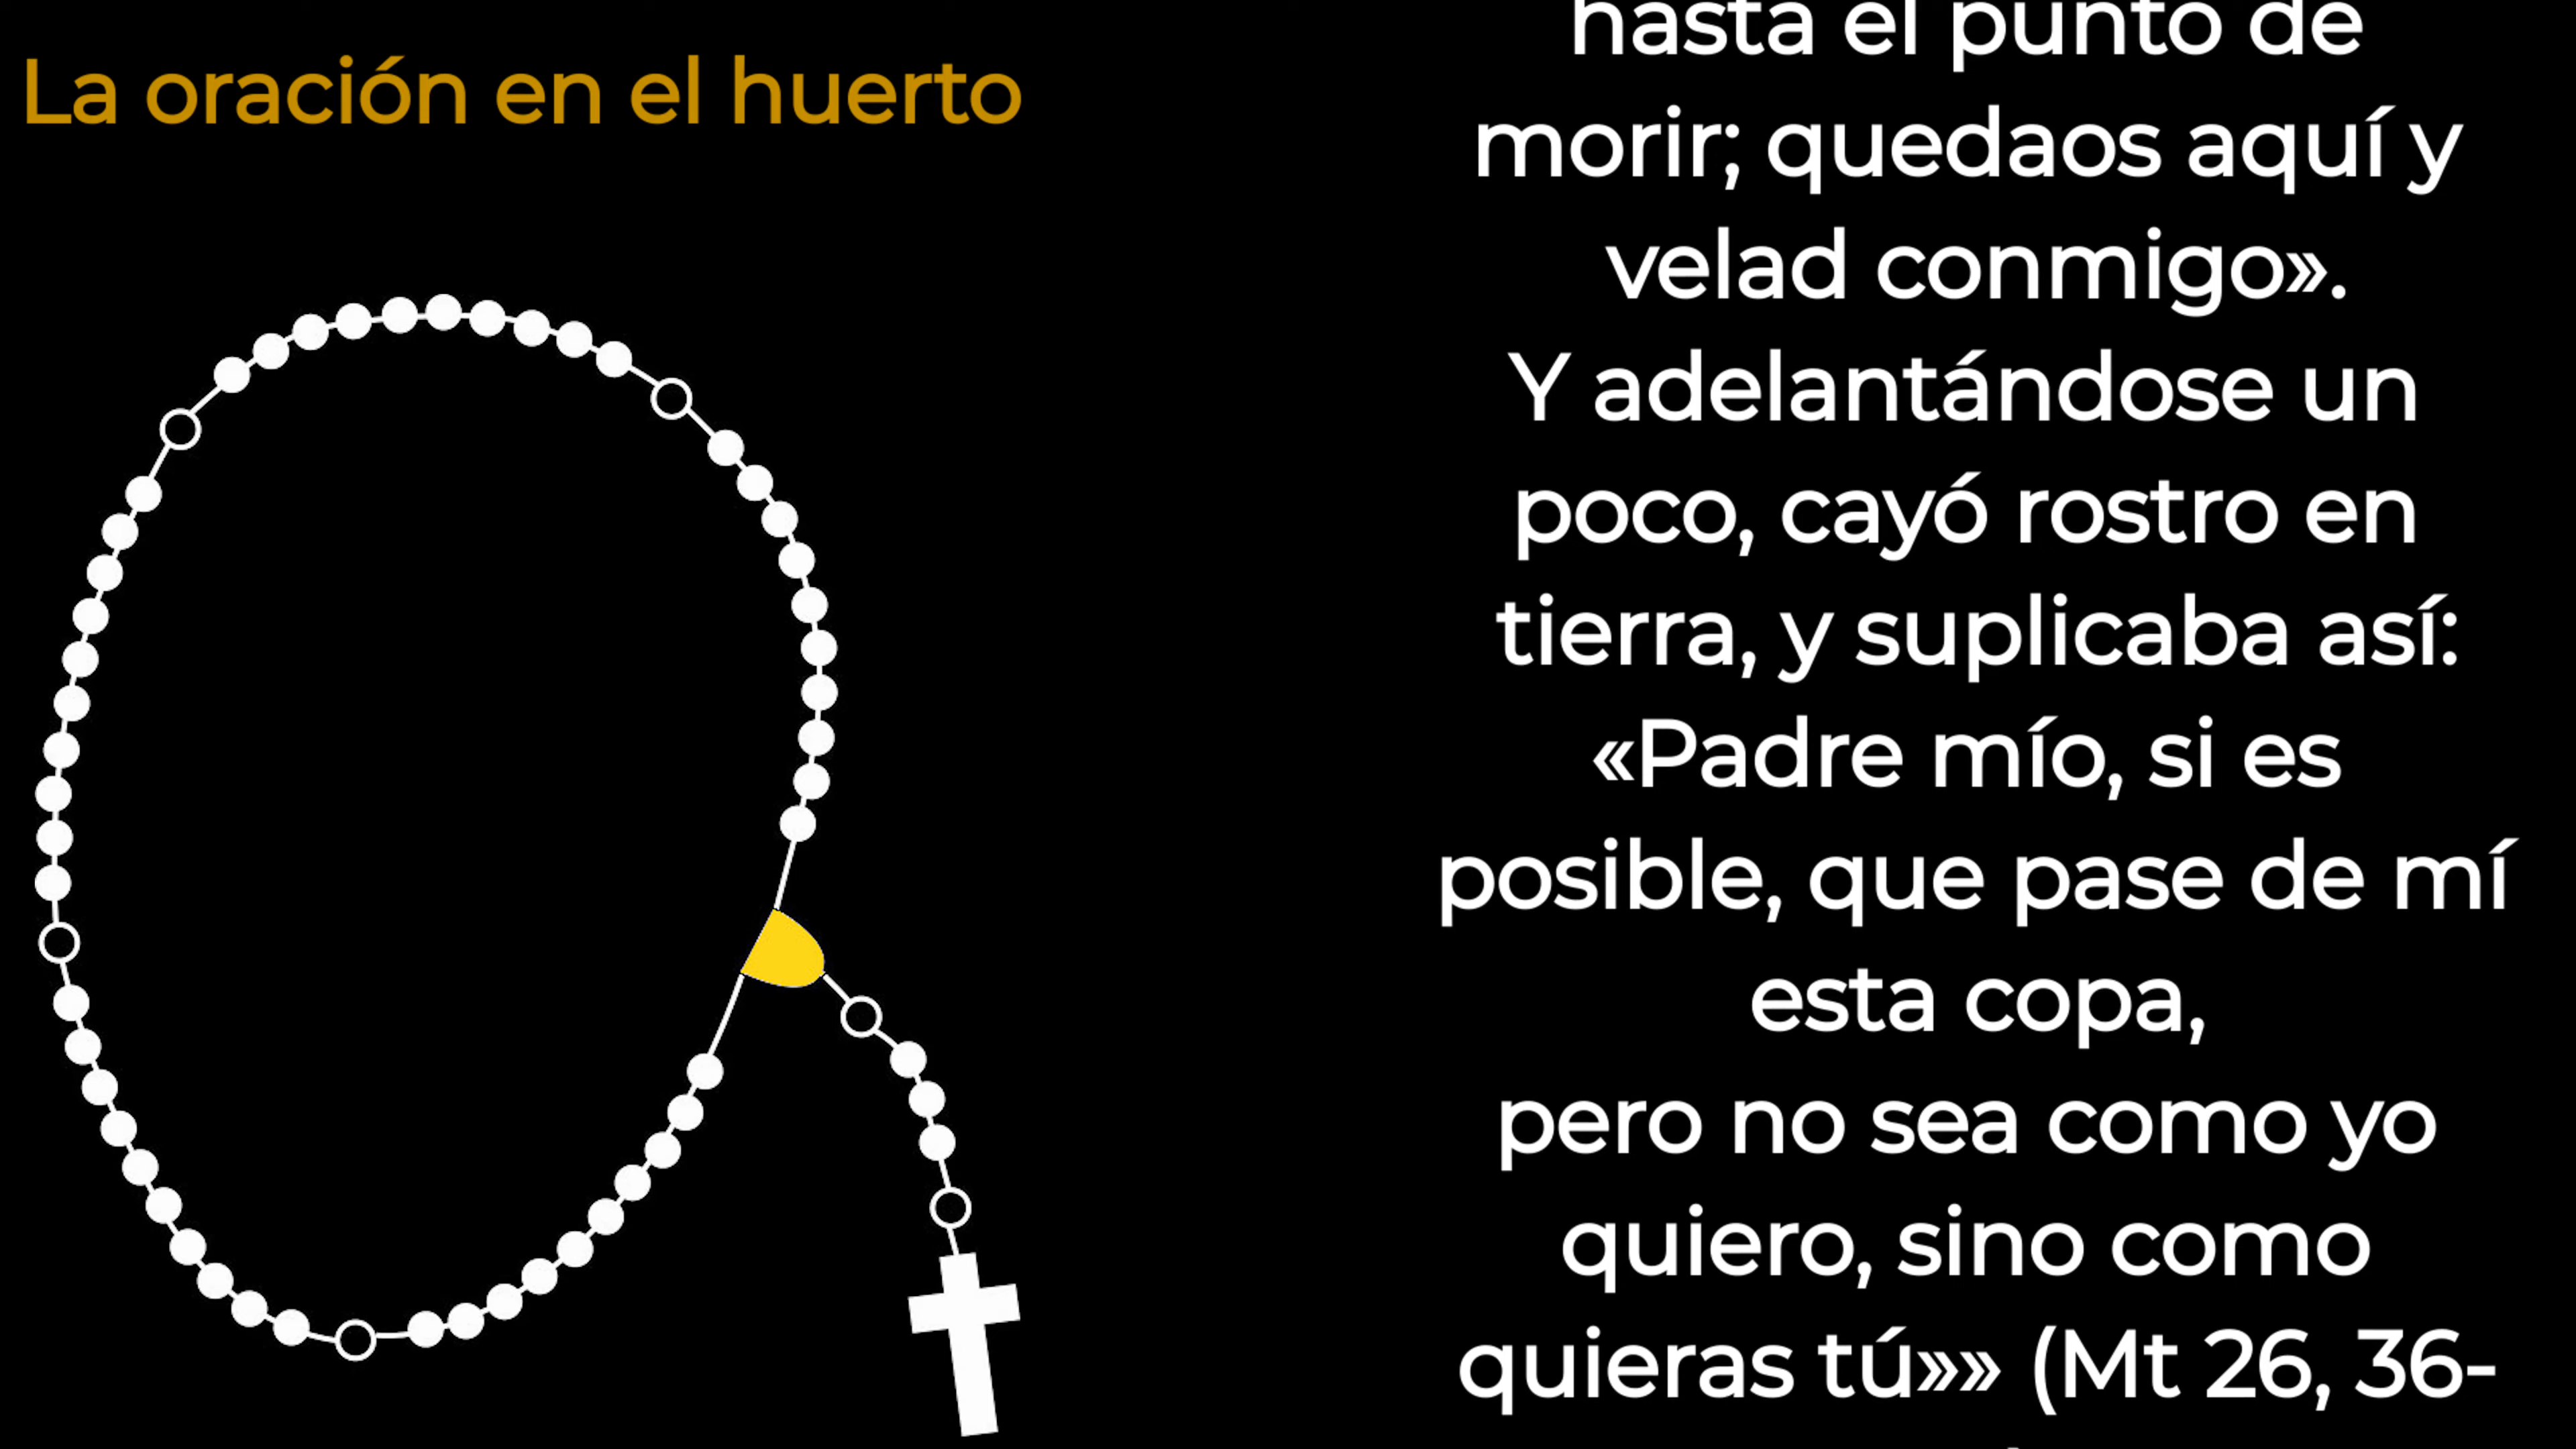 La oración en el huerto
hasta el punto de
morir; quedaos aquí y
velad conmigo».
Y adelantándose un
poco, cayó rostro en
tierra, y suplicaba así:
«Padre mío, si es
posible, que pase de mí
esta copa,
pero no sea como yo
quiero, sino como
quieras tú»» (Mt 26, 36-